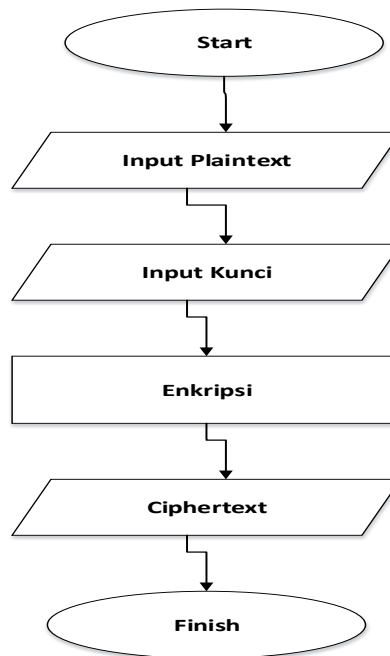 Start
Input Plaintext
Input Kunci
Enkripsi
Ciphertext
Finish